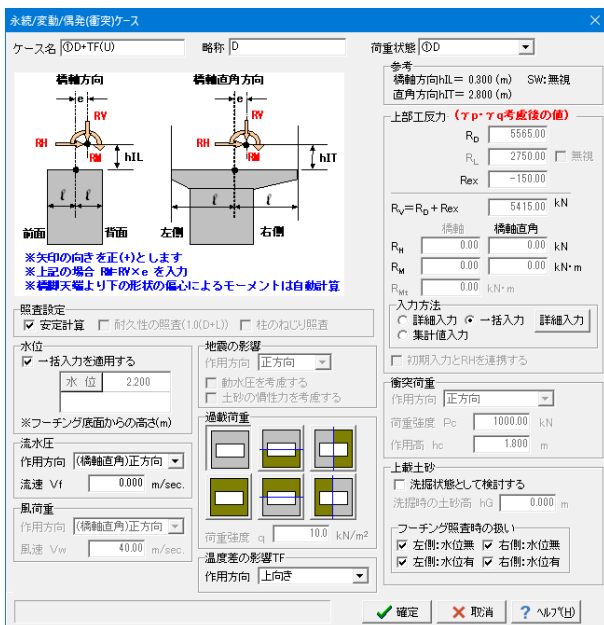 永続/変動/偶発(衝突)ケース
ケース名 ①D+TF(U) 略称 D 荷重状態 ①D
橋軸方向 橋軸直角方向
e e
RV RV
RH RH
RM hIL RM hIT
ℓ ℓ ℓ ℓ
前面 背面 左側 右側
※矢印の向きを正(+)とします
※上記の場合 RM=RV×e を入力
※橋脚天端より下の形状の偏心によるモーメントは自動計算
参考
橋軸方向hIL= 0.300 (m) SW:無視
直角方向hIT= 2.800 (m)
上部工反力 (γp・γq考慮後の値)
RD 5565.00
RL 2750.00 無視
Rex -150.00
RV=RD+Rex 5415.00 kN
橋軸 橋軸直角
RH 0.00 0.00 kN
RM 0.00 0.00 kN・m
RMt 0.00 kN・m
入力方法
詳細入力 一括入力 詳細入力
集計値入力
初期入力とRHを連携する
照査設定
安定計算 耐久性の照査(1.0(D+L)) 柱のねじり照査
水位
一括入力を適用する
水 位 2.200
※フーチング底面からの高さ(m)
流水圧
作用方向 (橋軸直角)正方向
流速 Vf 0.000 m/sec.
風荷重
作用方向 (橋軸直角)正方向
風速 Vw 40.00 m/sec.
地震の影響
作用方向 正方向
動水圧を考慮する
土砂の慣性力を考慮する
過載荷重
荷重強度 q 10.0 kN/m²
温度差の影響TF
作用方向 上向き
衝突荷重
作用方向 正方向
荷重強度 Pc 1000.00 kN
作用高 hc 1.800 m
上載土砂
洗掘状態として検討する
洗掘時の土砂高 hG 0.000 m
フーチング照査時の扱い
左側:水位無 右側:水位無
左側:水位有 右側:水位有
確定 取消 ? ヘルプ(H)